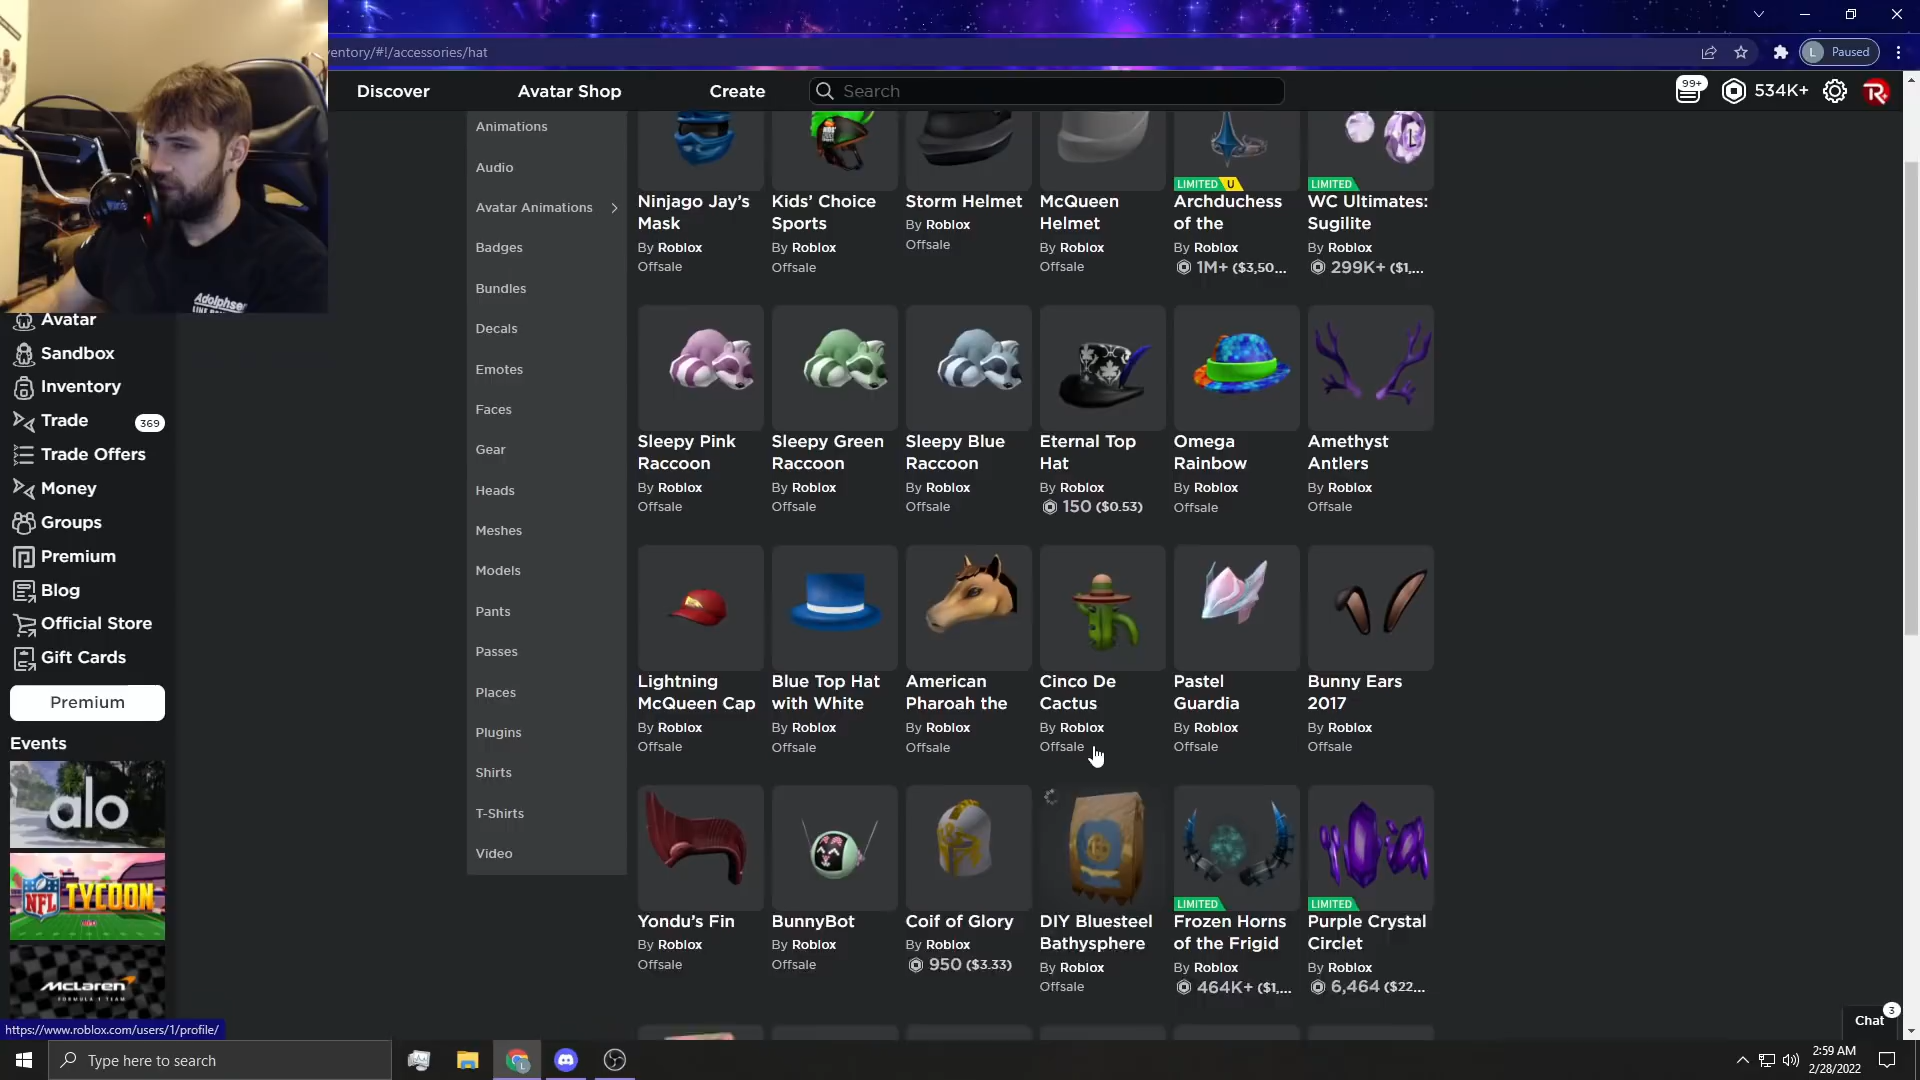 ventory/#!/accessories/hat
L Paused
Discover
Avatar Shop
Create
Search
99+
534K+
Animations
Audio
Avatar Animations
Badges
Bundles
Decals
Emotes
Faces
Gear
Heads
Meshes
Models
Pants
Passes
Places
Plugins
Shirts
T-Shirts
Video
Avatar
Sandbox
Inventory
Trade 369
Trade Offers
Money
Groups
Premium
Blog
Official Store
Gift Cards
Premium
Events
alo
NFL TYCOON
McLaren
FORMULA 1 TEAM
Adolphse
LIMITED U
LIMITED
Ninjago Jay's Mask
By Roblox
Offsale
Kids' Choice Sports
By Roblox
Offsale
Storm Helmet
By Roblox
Offsale
McQueen Helmet
By Roblox
Offsale
Archduchess of the
By Roblox
1M+ ($3,50...
WC Ultimates: Sugilite
By Roblox
299K+ ($1,...
Sleepy Pink Raccoon
By Roblox
Offsale
Sleepy Green Raccoon
By Roblox
Offsale
Sleepy Blue Raccoon
By Roblox
Offsale
Eternal Top Hat
By Roblox
150 ($0.53)
Omega Rainbow
By Roblox
Offsale
Amethyst Antlers
By Roblox
Offsale
Lightning McQueen Cap
By Roblox
Offsale
Blue Top Hat with White
By Roblox
Offsale
American Pharoah the
By Roblox
Offsale
Cinco De Cactus
By Roblox
Offsale
Pastel Guardia
By Roblox
Offsale
Bunny Ears 2017
By Roblox
Offsale
Yondu's Fin
By Roblox
Offsale
BunnyBot
By Roblox
Offsale
Coif of Glory
By Roblox
950 ($3.33)
DIY Bluesteel Bathysphere
By Roblox
Offsale
LIMITED
Frozen Horns of the Frigid
By Roblox
464K+ ($1,...
LIMITED
Purple Crystal Circlet
By Roblox
6,464 ($22...
Chat 3
https://www.roblox.com/users/1/profile/
Type here to search
2:59 AM
2/28/2022